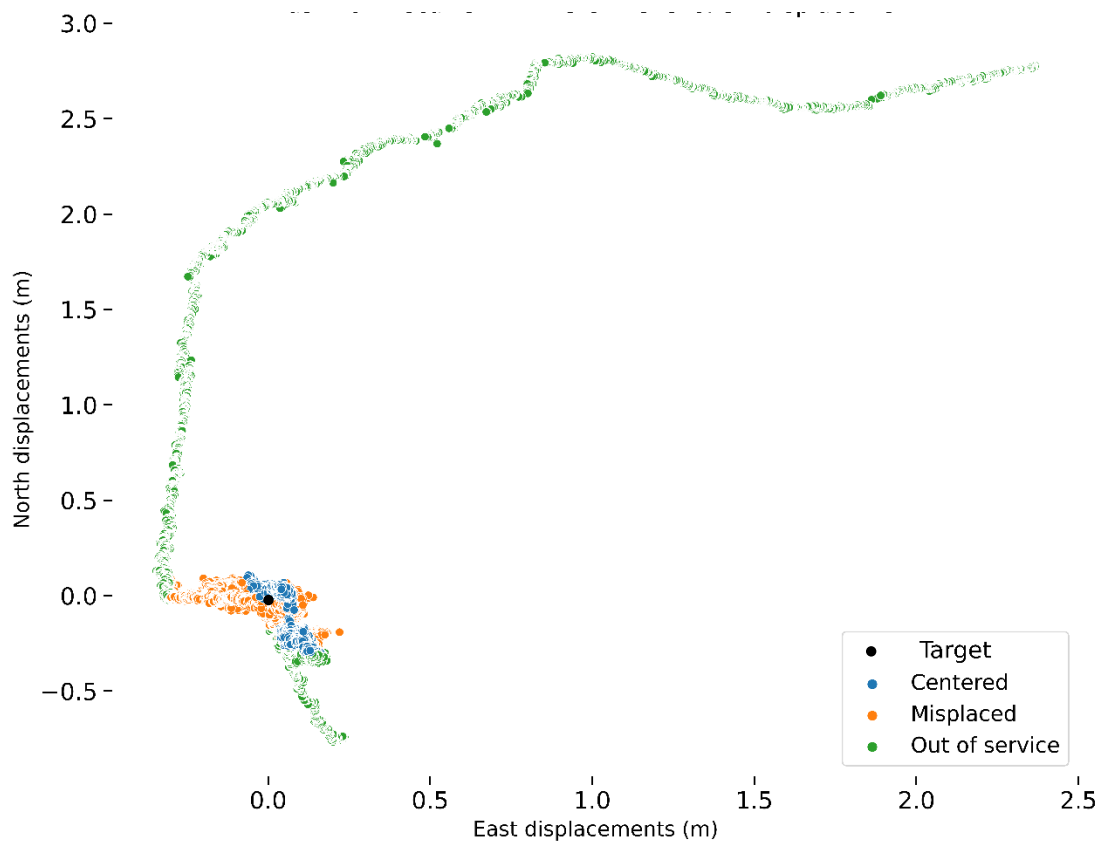 3.0
2.5
2.0
1.5
1.0
0.5
0.0
−0.5
North displacements (m)
0.0 0.5 1.0 1.5 2.0 2.5
East displacements (m)
Target
Centered
Misplaced
Out of service